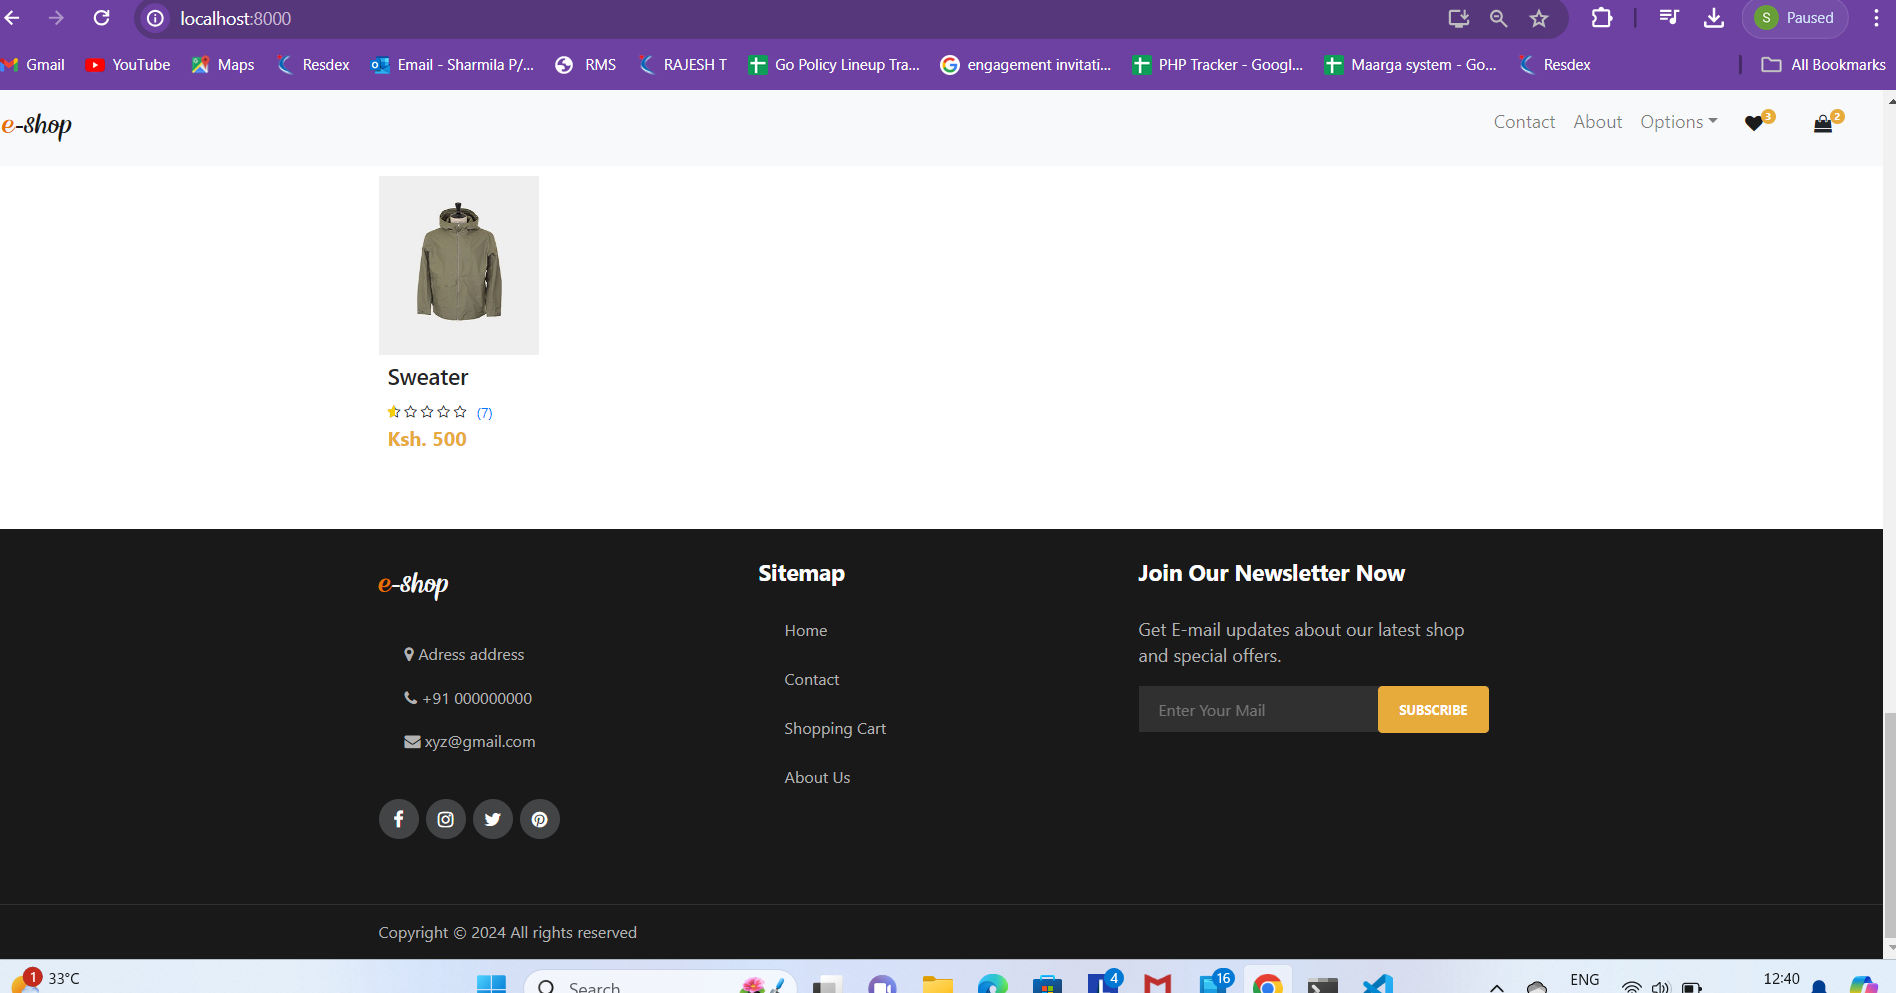 localhost:8000
S Paused
Gmail YouTube Maps Resdex Email - Sharmila P/... RMS RAJESH T Go Policy Lineup Tra... engagement invitati... PHP Tracker - Googl... Maarga system - Go... Resdex All Bookmarks
e-shop Contact About Options 3 2
Sweater
(7)
Ksh. 500
e-shop
Adress address
+91 000000000
xyz@gmail.com
Sitemap
Home
Contact
Shopping Cart
About Us
Join Our Newsletter Now
Get E-mail updates about our latest shop
and special offers.
Enter Your Mail SUBSCRIBE
Copyright © 2024 All rights reserved
1 33°C Search 4 16 ENG 12:40